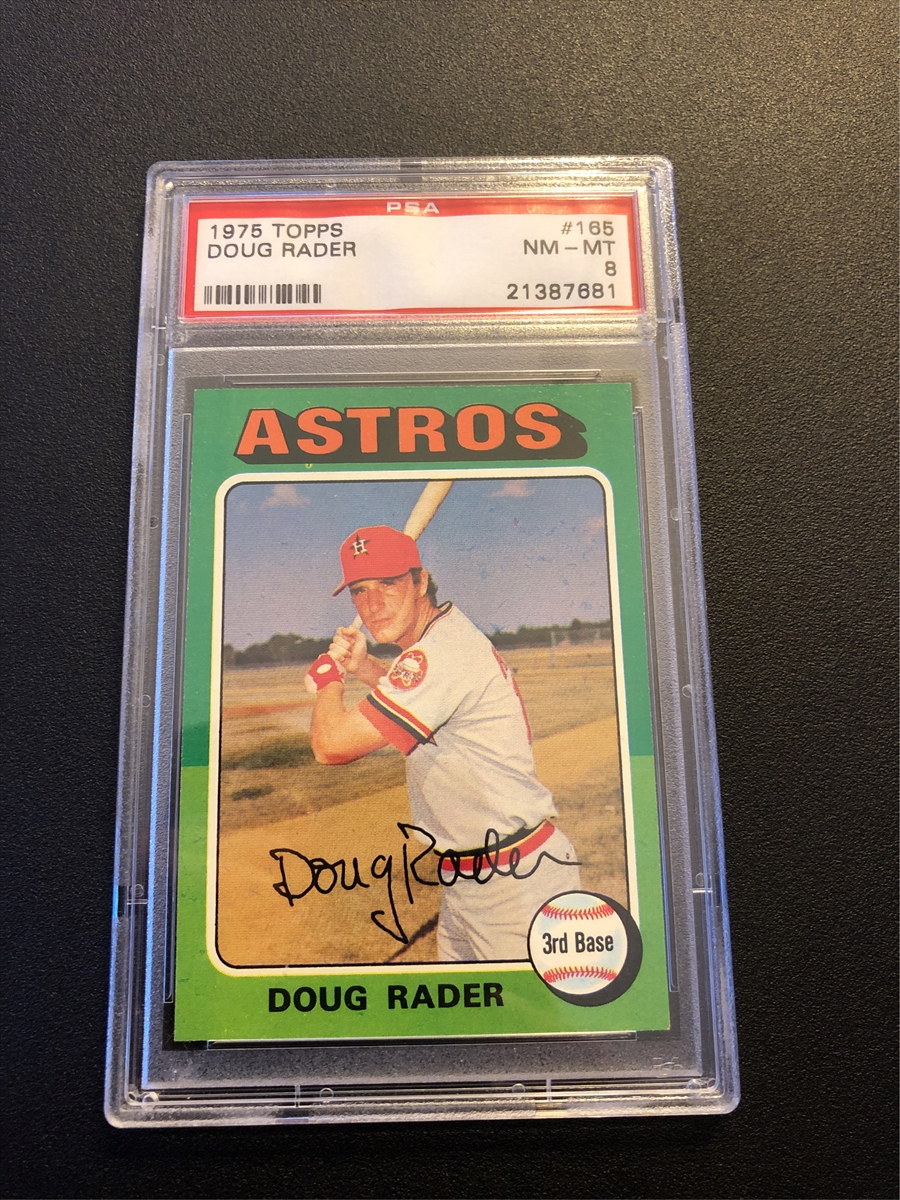 PSA
1975 TOPPS #165
DOUG RADER NM - MT
8
21387681
ASTROS
H
Doug Rader
3rd Base
DOUG RADER